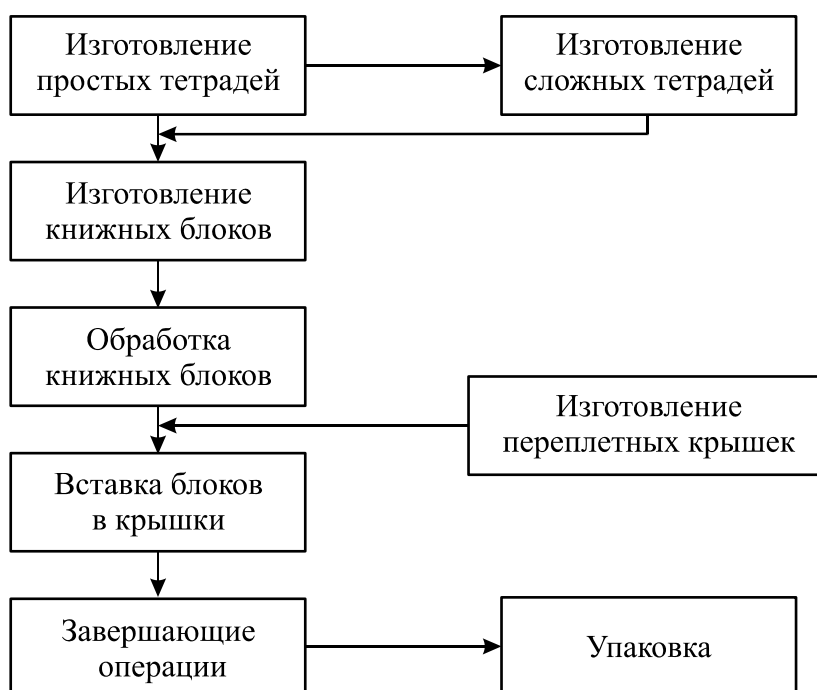 Изготовление
простых тетрадей
Изготовление
сложных тетрадей
Изготовление
книжных блоков
Обработка
книжных блоков
Изготовление
переплетных крышек
Вставка блоков
в крышки
Завершающие
операции
Упаковка